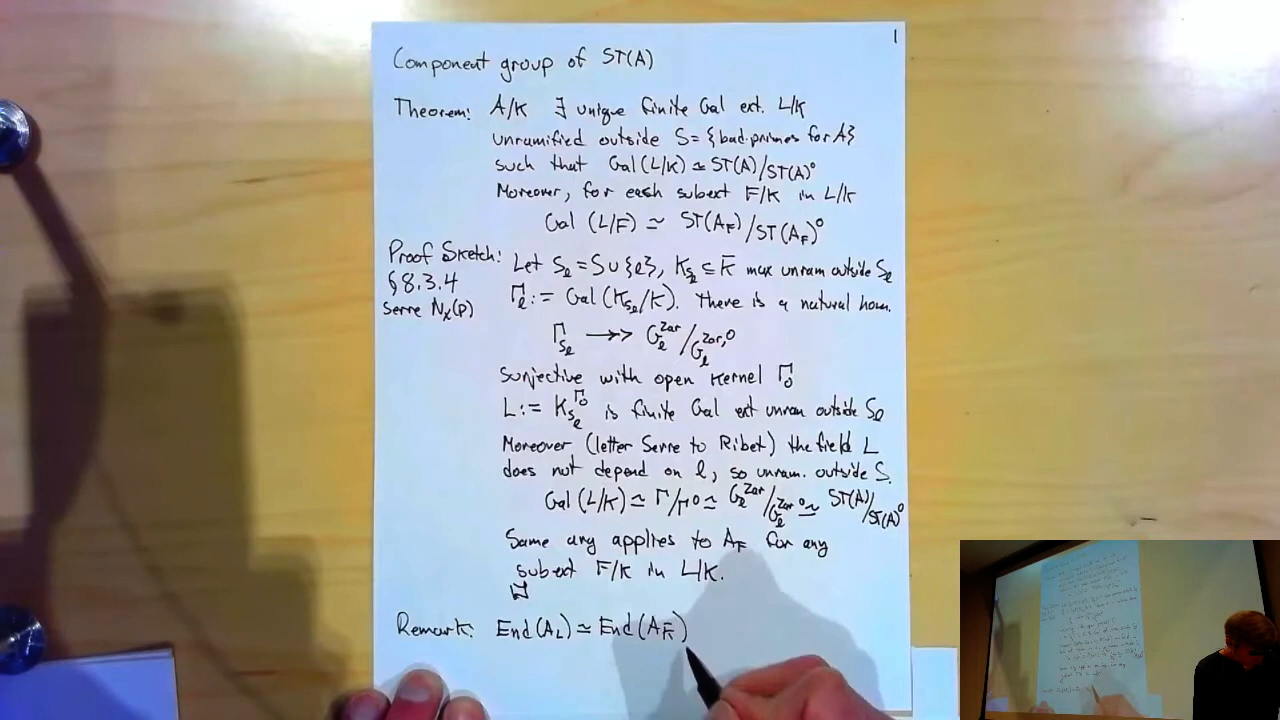 1
Component group of ST(A)
Theorem: A/K ∃ unique finite Gal ext. L/K
unramified outside S = {bad primes for A}
such that Gal(L/K) ≃ ST(A)/ST(A)⁰
Moreover, for each subext F/K in L/K
Gal (L/F) ≃ ST(A_F)/ST(A_F)⁰
Proof Sketch: Let S_ℓ = S ∪ {ℓ}, K_{S_ℓ} ⊆ K̄ max unram outside S_ℓ
§8.3.4 Γ_ℓ := Gal(K_{S_ℓ}/K). There is a natural hom.
Serre N_X(p)
Γ_{S_ℓ} ↠ G_ℓ^{Zar}/G_ℓ^{Zar,0}
surjective with open kernel Γ_0
L := K_{S_ℓ}^{Γ_0} is finite Gal ext unram outside S_ℓ
Moreover (letter Serre to Ribet) the field L
does not depend on ℓ, so unram. outside S.
Gal(L/K) ≃ Γ/Γ⁰ ≃ G_ℓ^{Zar}/G_ℓ^{Zar 0} ≃ ST(A)/ST(A)⁰
Same arg applies to A_F for any
subext F/K in L/K.
Remark: End(A_L) ≃ End(A_K̄)